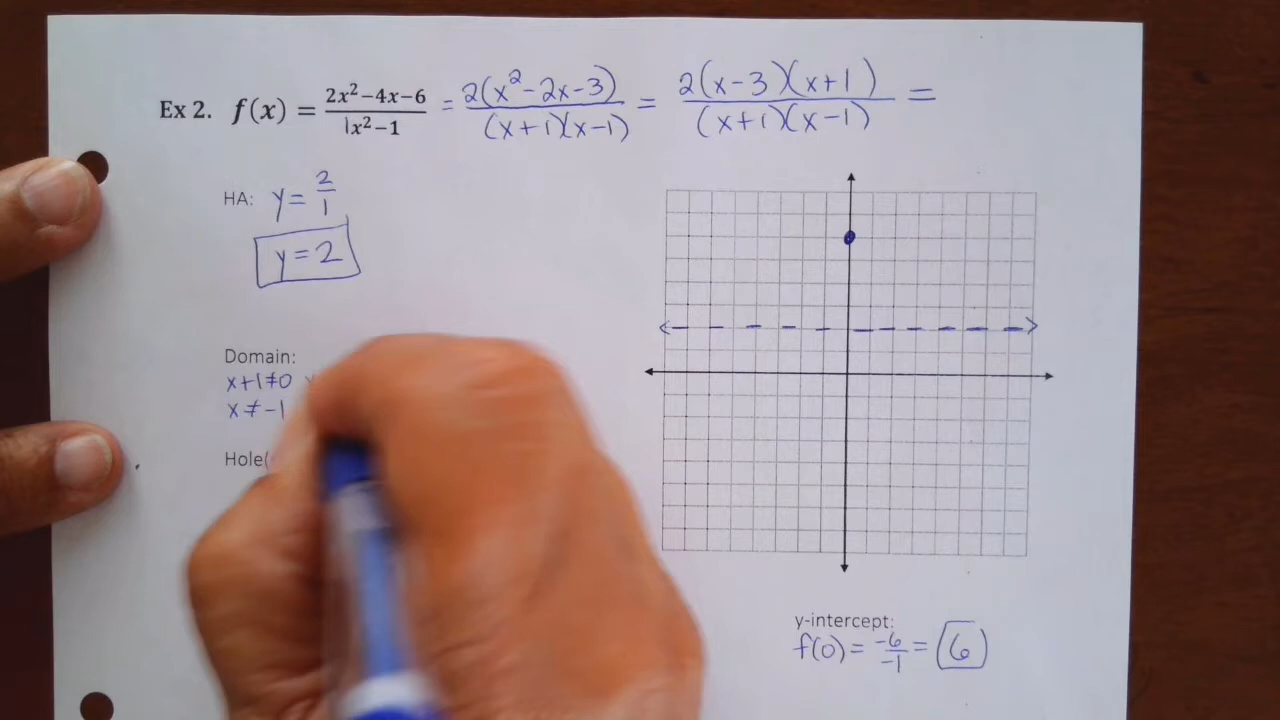 Ex 2. f(x) = 2x²−4x−6 / 1x²−1 = 2(x²−2x−3) / (x+1)(x−1) = 2(x−3)(x+1) / (x+1)(x−1) =
HA: y = 2/1
y = 2
Domain:
x+1≠0
x ≠ −1
Hole(
y-intercept:
f(0) = −6/−1 = 6